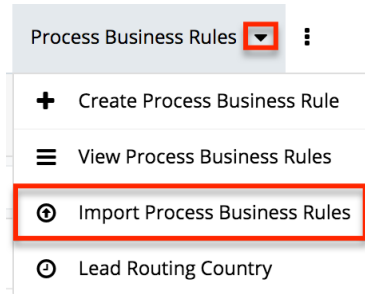 Process Business Rules
Create Process Business Rule
View Process Business Rules
Import Process Business Rules
Lead Routing Country